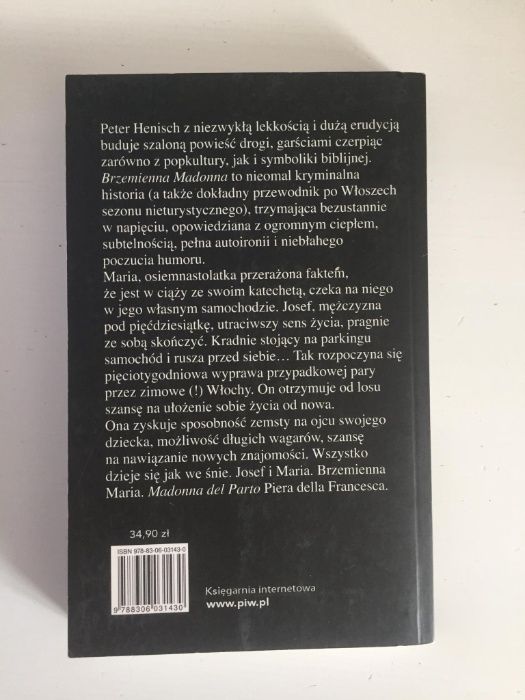 Peter Henisch z niezwykłą lekkością i dużą erudycją
buduje szaloną powieść drogi, garściami czerpiąc
zarówno z popkultury, jak i symboliki biblijnej.
Brzemienna Madonna to nieomal kryminalna
historia (a także dokładny przewodnik po Włoszech
sezonu nieturystycznego), trzymająca bezustannie
w napięciu, opowiedziana z ogromnym ciepłem,
subtelnością, pełna autoironii i niebłahego
poczucia humoru.
Maria, osiemnastolatka przerażona faktem,
że jest w ciąży ze swoim katechetą, czeka na niego
w jego własnym samochodzie. Josef, mężczyzna
pod pięćdziesiątkę, utraciwszy sens życia, pragnie
ze sobą skończyć. Kradnie stojący na parkingu
samochód i rusza przed siebie... Tak rozpoczyna się
pięciotygodniowa wyprawa przypadkowej pary
przez zimowe (!) Włochy. On otrzymuje od losu
szansę na ułożenie sobie życia od nowa.
Ona zyskuje sposobność zemsty na ojcu swojego
dziecka, możliwość długich wagarów, szansę
na nawiązanie nowych znajomości. Wszystko
dzieje się jak we śnie. Josef i Maria. Brzemienna
Maria. Madonna del Parto Piera della Francesca.
34,90 zł
ISBN 978-83-06-03143-0
9 788306 031430
Księgarnia internetowa
www.piw.pl